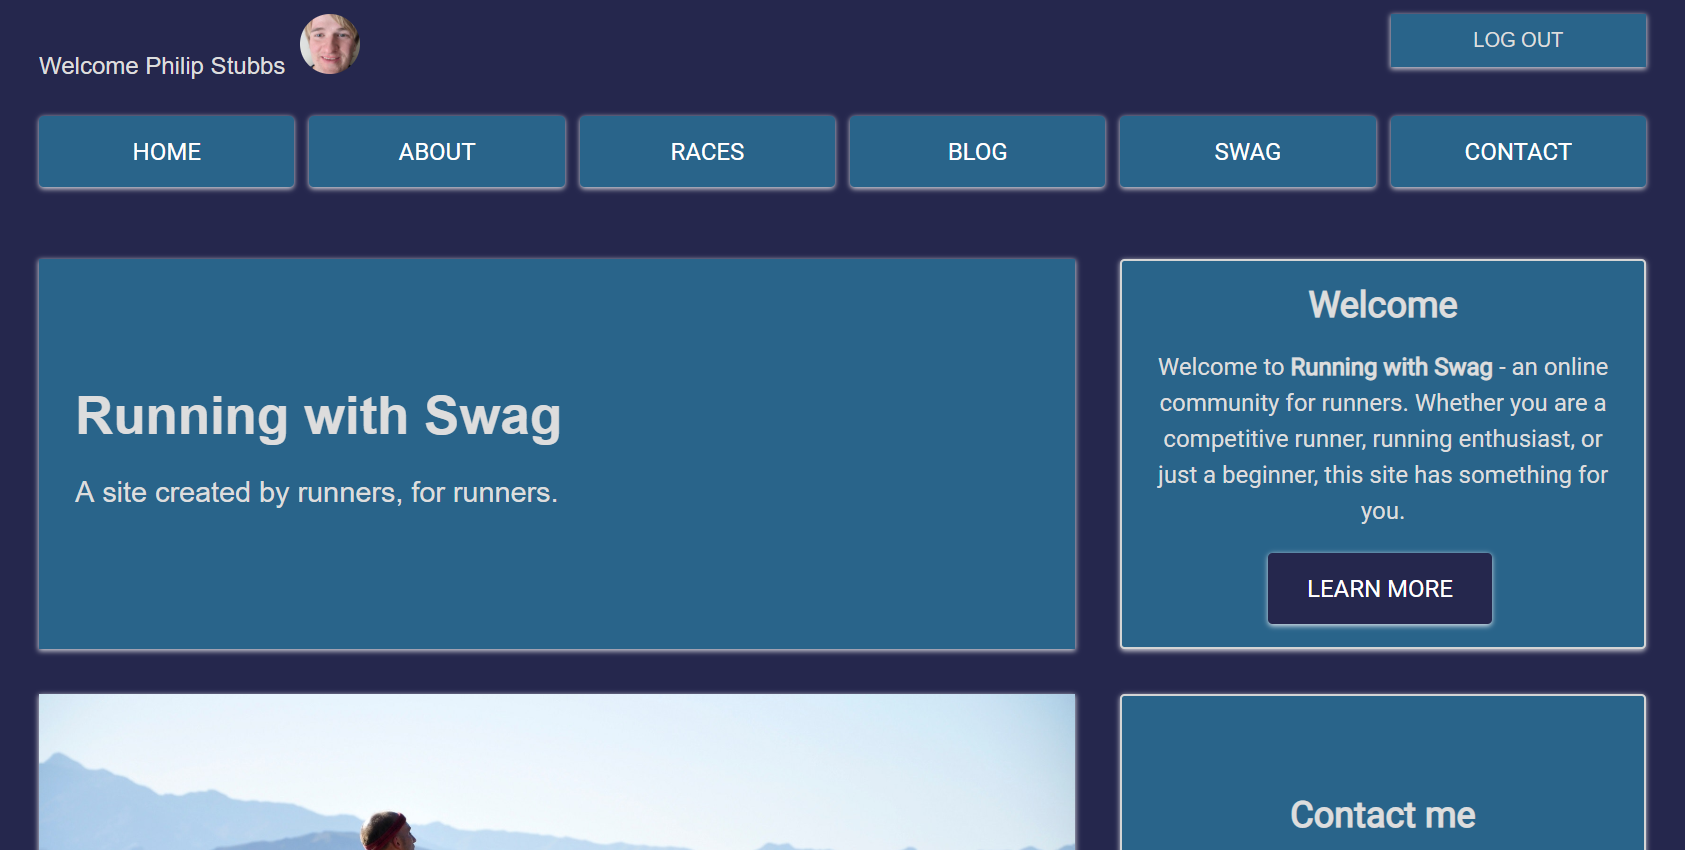 Welcome Philip Stubbs
LOG OUT
HOME
ABOUT
RACES
BLOG
SWAG
CONTACT
Running with Swag
A site created by runners, for runners.
Welcome
Welcome to Running with Swag - an online
community for runners. Whether you are a
competitive runner, running enthusiast, or
just a beginner, this site has something for
you.
LEARN MORE
Contact me